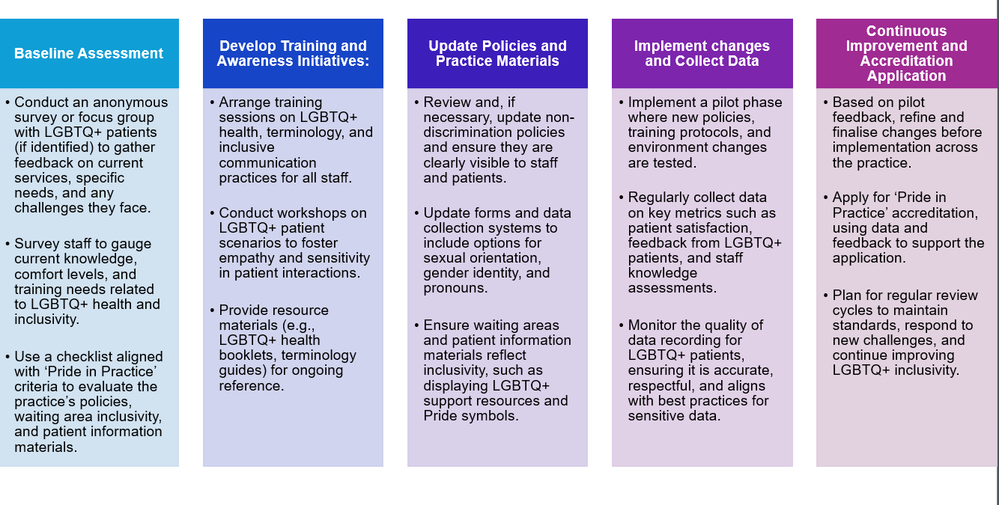 Baseline Assessment
• Conduct an anonymous
survey or focus group
with LGBTQ+ patients
(if identified) to gather
feedback on current
services, specific
needs, and any
challenges they face.
• Survey staff to gauge
current knowledge,
comfort levels, and
training needs related
to LGBTQ+ health and
inclusivity.
• Use a checklist aligned
with ‘Pride in Practice’
criteria to evaluate the
practice’s policies,
waiting area inclusivity,
and patient information
materials.
Develop Training and
Awareness Initiatives:
• Arrange training
sessions on LGBTQ+
health, terminology, and
inclusive
communication
practices for all staff.
• Conduct workshops on
LGBTQ+ patient
scenarios to foster
empathy and sensitivity
in patient interactions.
• Provide resource
materials (e.g.,
LGBTQ+ health
booklets, terminology
guides) for ongoing
reference.
Update Policies and
Practice Materials
• Review and, if
necessary, update non-
discrimination policies
and ensure they are
clearly visible to staff
and patients.
• Update forms and data
collection systems to
include options for
sexual orientation,
gender identity, and
pronouns.
• Ensure waiting areas
and patient information
materials reflect
inclusivity, such as
displaying LGBTQ+
support resources and
Pride symbols.
Implement changes
and Collect Data
• Implement a pilot phase
where new policies,
training protocols, and
environment changes
are tested.
• Regularly collect data
on key metrics such as
patient satisfaction,
feedback from LGBTQ+
patients, and staff
knowledge
assessments.
• Monitor the quality of
data recording for
LGBTQ+ patients,
ensuring it is accurate,
respectful, and aligns
with best practices for
sensitive data.
Continuous
Improvement and
Accreditation
Application
• Based on pilot
feedback, refine and
finalise changes before
implementation across
the practice.
• Apply for ‘Pride in
Practice’ accreditation,
using data and
feedback to support the
application.
• Plan for regular review
cycles to maintain
standards, respond to
new challenges, and
continue improving
LGBTQ+ inclusivity.